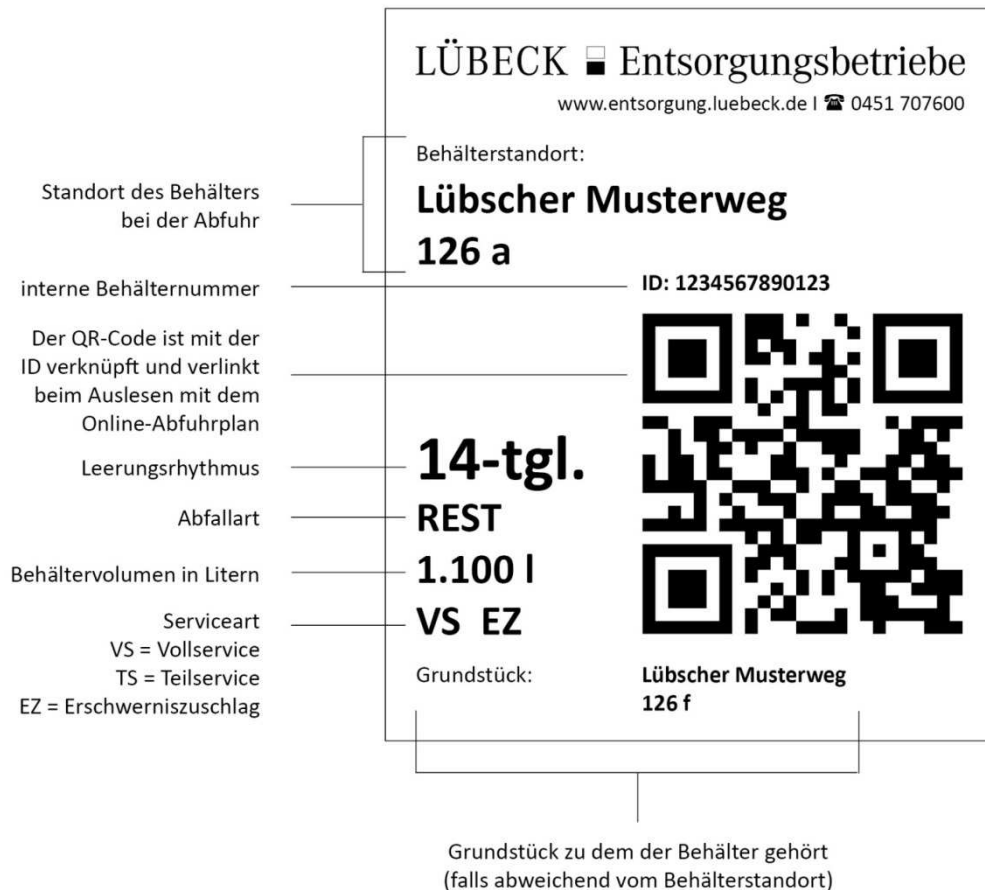 LÜBECK Entsorgungsbetriebe
www.entsorgung.luebeck.de I ☎ 0451 707600
Behälterstandort:
Lübscher Musterweg
126 a
Standort des Behälters
bei der Abfuhr
interne Behälternummer
ID: 1234567890123
Der QR-Code ist mit der
ID verknüpft und verlinkt
beim Auslesen mit dem
Online-Abfuhrplan
Leerungsrhythmus
14-tgl.
Abfallart
REST
Behältervolumen in Litern
1.100 l
Serviceart
VS = Vollservice
TS = Teilservice
EZ = Erschwerniszuschlag
VS EZ
Grundstück:
Lübscher Musterweg
126 f
Grundstück zu dem der Behälter gehört
(falls abweichend vom Behälterstandort)